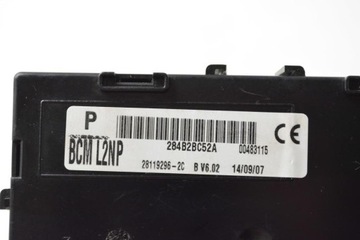 P
284B2BC52A
00483115
CE
BCM L2NP
28119296-2C B V6.02 14/09/07